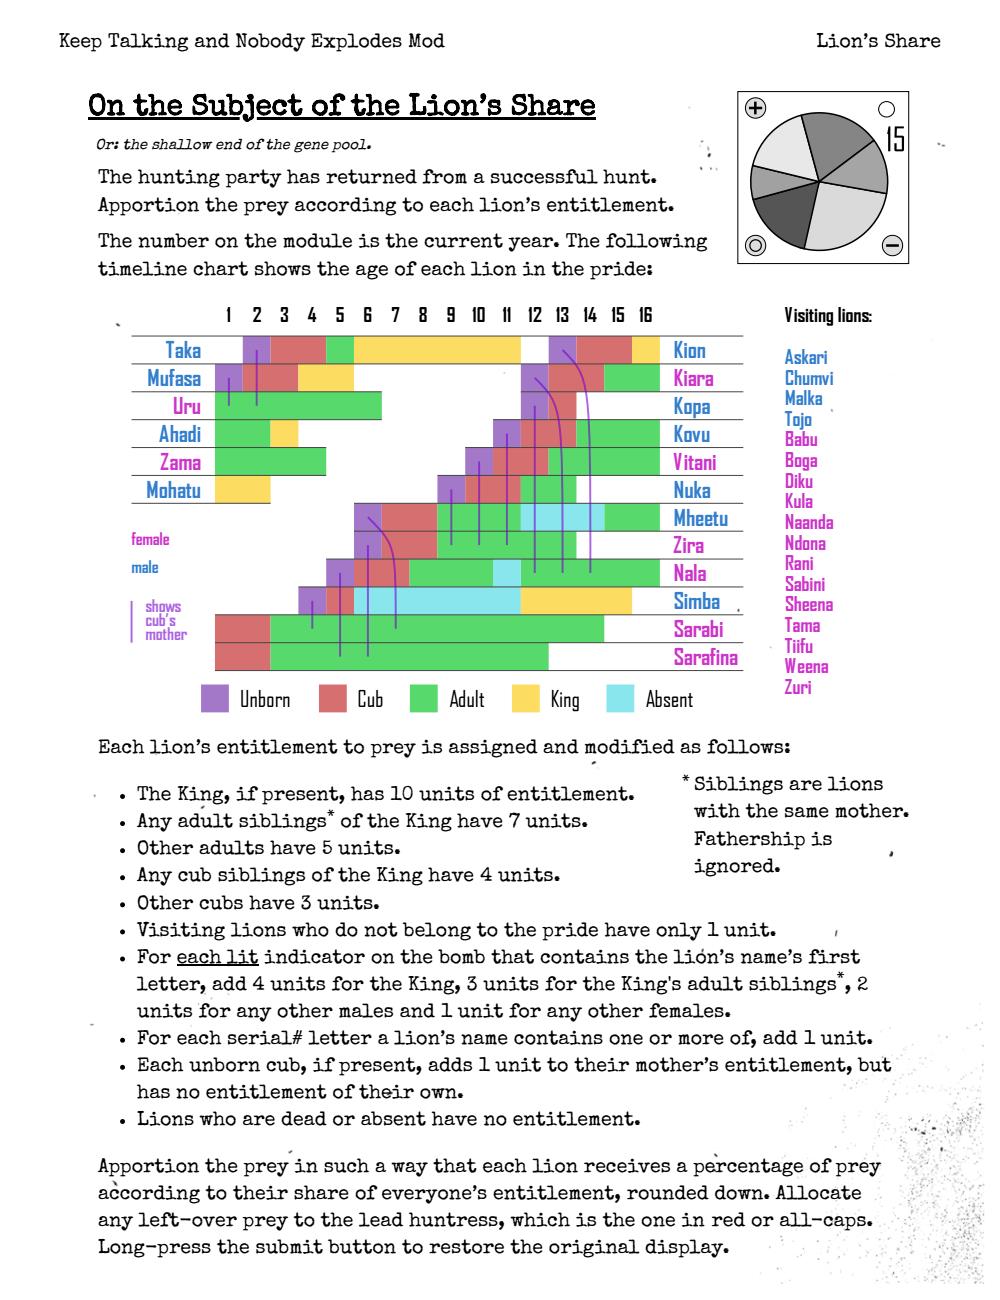 Keep Talking and Nobody Explodes Mod Lion's Share
On the Subject of the Lion's Share
Or: the shallow end of the gene pool.
The hunting party has returned from a successful hunt.
Apportion the prey according to each lion's entitlement.
The number on the module is the current year. The following
timeline chart shows the age of each lion in the pride:
15
1 2 3 4 5 6 7 8 9 10 11 12 13 14 15 16
Taka Kion
Mufasa Kiara
Uru Kopa
Ahadi Kovu
Zama Vitani
Mohatu Nuka
Mheetu
female Zira
male Nala
Simba
shows
cub's
mother
Sarabi
Sarafina
Unborn Cub Adult King Absent
Visiting lions:
Askari
Chumvi
Malka
Tojo
Babu
Boga
Diku
Kula
Naanda
Ndona
Rani
Sabini
Sheena
Tama
Tiifu
Weena
Zuri
Each lion's entitlement to prey is assigned and modified as follows:
• The King, if present, has 10 units of entitlement.
• Any adult siblings* of the King have 7 units.
• Other adults have 5 units.
• Any cub siblings of the King have 4 units.
• Other cubs have 3 units.
• Visiting lions who do not belong to the pride have only 1 unit.
• For each lit indicator on the bomb that contains the lion's name's first
letter, add 4 units for the King, 3 units for the King's adult siblings*, 2
units for any other males and 1 unit for any other females.
• For each serial# letter a lion's name contains one or more of, add 1 unit.
• Each unborn cub, if present, adds 1 unit to their mother's entitlement, but
has no entitlement of their own.
• Lions who are dead or absent have no entitlement.
* Siblings are lions
with the same mother.
Fathership is
ignored.
Apportion the prey in such a way that each lion receives a percentage of prey
according to their share of everyone's entitlement, rounded down. Allocate
any left-over prey to the lead huntress, which is the one in red or all-caps.
Long-press the submit button to restore the original display.